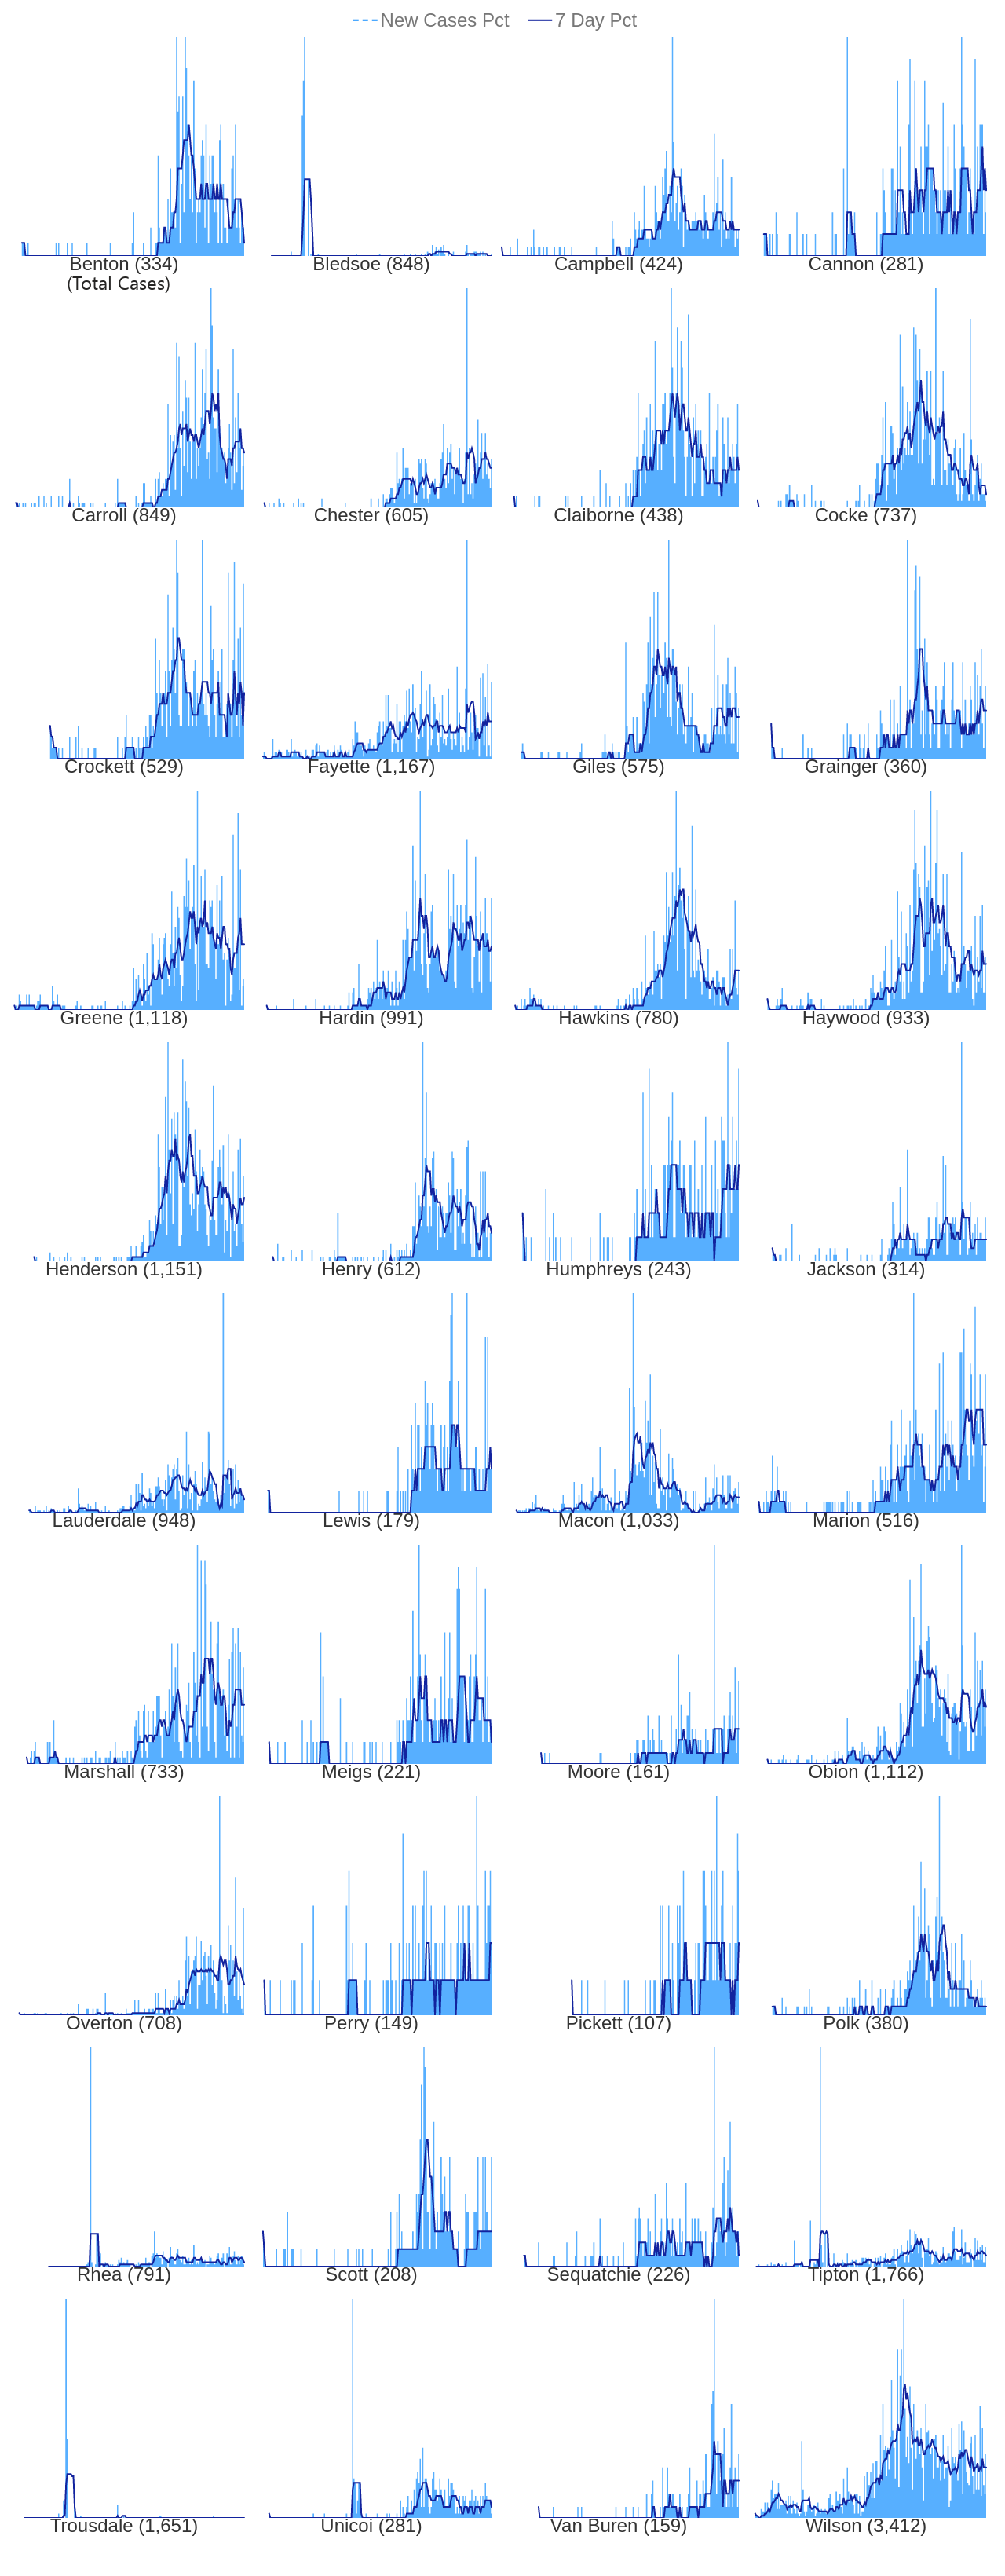 New Cases Pct 7 Day Pct
Benton (334) Bledsoe (848) Campbell (424) Cannon (281)
(Total Cases)
Carroll (849) Chester (605) Claiborne (438) Cocke (737)
Crockett (529) Fayette (1,167) Giles (575) Grainger (360)
Greene (1,118) Hardin (991) Hawkins (780) Haywood (933)
Henderson (1,151) Henry (612) Humphreys (243) Jackson (314)
Lauderdale (948) Lewis (179) Macon (1,033) Marion (516)
Marshall (733) Meigs (221) Moore (161) Obion (1,112)
Overton (708) Perry (149) Pickett (107) Polk (380)
Rhea (791) Scott (208) Sequatchie (226) Tipton (1,766)
Trousdale (1,651) Unicoi (281) Van Buren (159) Wilson (3,412)